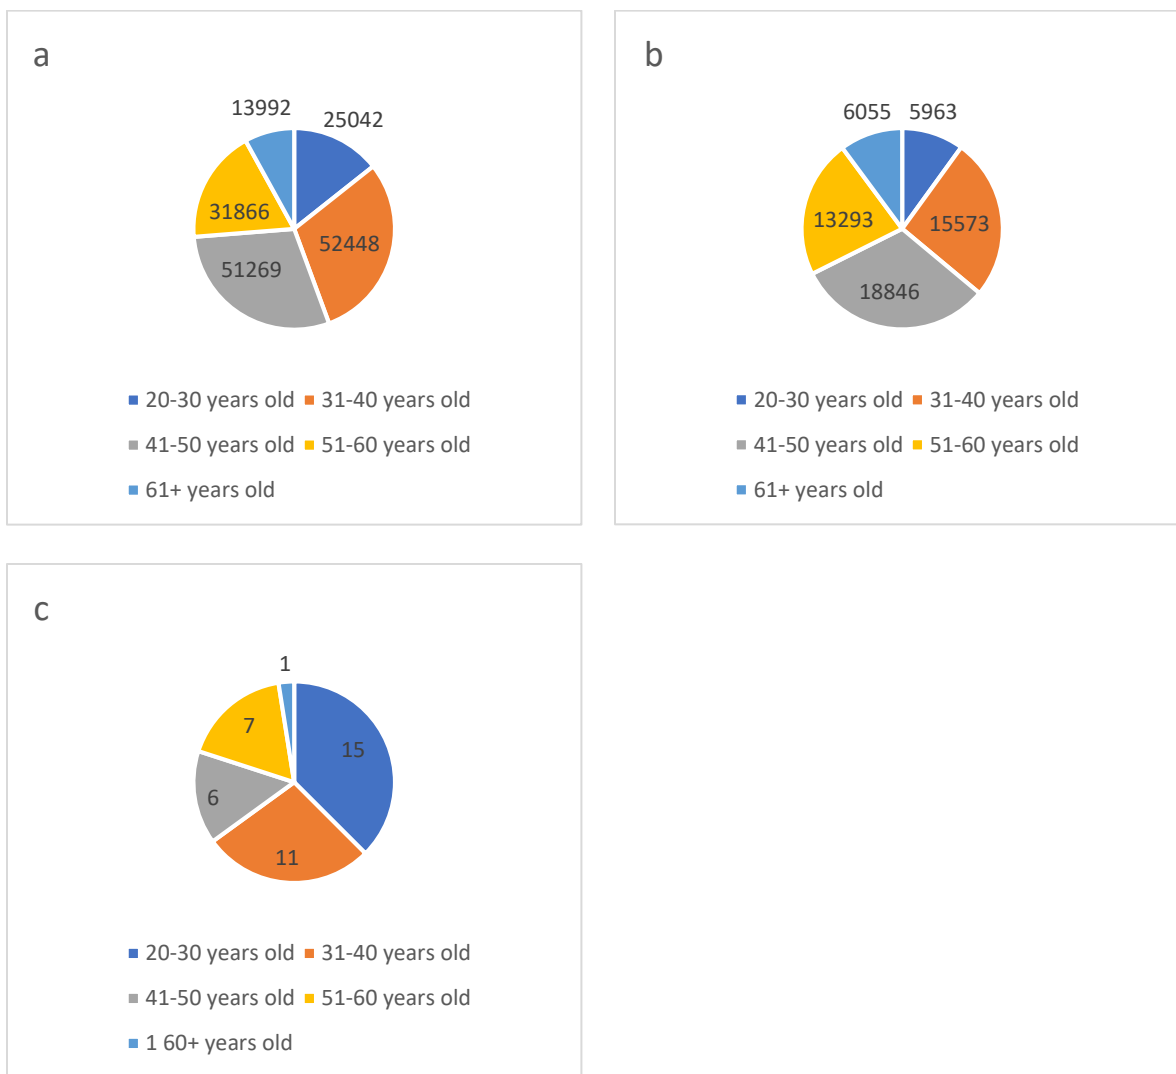 a
13992
25042
31866
52448
51269
20-30 years old 31-40 years old
41-50 years old 51-60 years old
61+ years old
b
6055 5963
13293 15573
18846
20-30 years old 31-40 years old
41-50 years old 51-60 years old
61+ years old
c
1
7
15
6
11
20-30 years old 31-40 years old
41-50 years old 51-60 years old
1 60+ years old